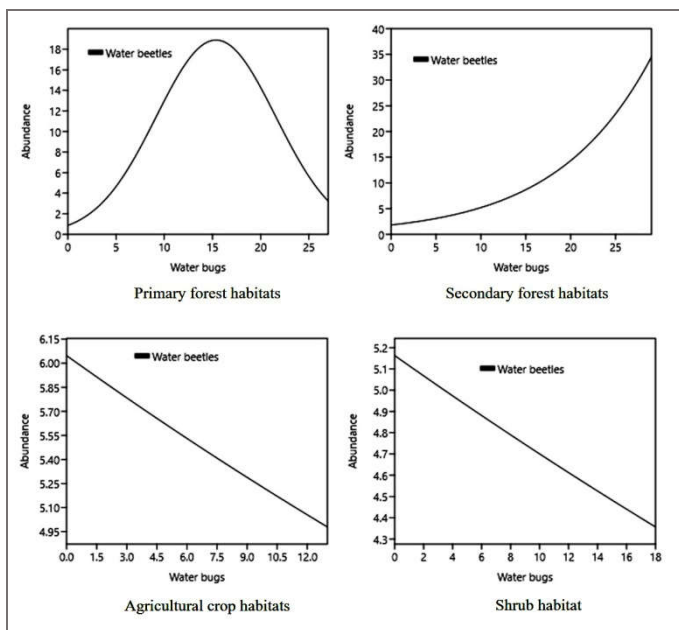 Abundance
18
16
14
12
10
8
6
4
2
0
Water beetles
0 5 10 15 20 25
Water bugs
Primary forest habitats
Abundance
40
35
30
25
20
15
10
5
0
Water beetles
0 5 10 15 20 25
Water bugs
Secondary forest habitats
Abundance
6.15
6.00
5.85
5.70
5.55
5.40
5.25
5.10
4.95
Water beetles
0.0 1.5 3.0 4.5 6.0 7.5 9.0 10.5 12.0
Water bugs
Agricultural crop habitats
Abundance
5.2
5.1
5.0
4.9
4.8
4.7
4.6
4.5
4.4
4.3
Water beetles
0 2 4 6 8 10 12 14 16 18
Water bugs
Shrub habitat